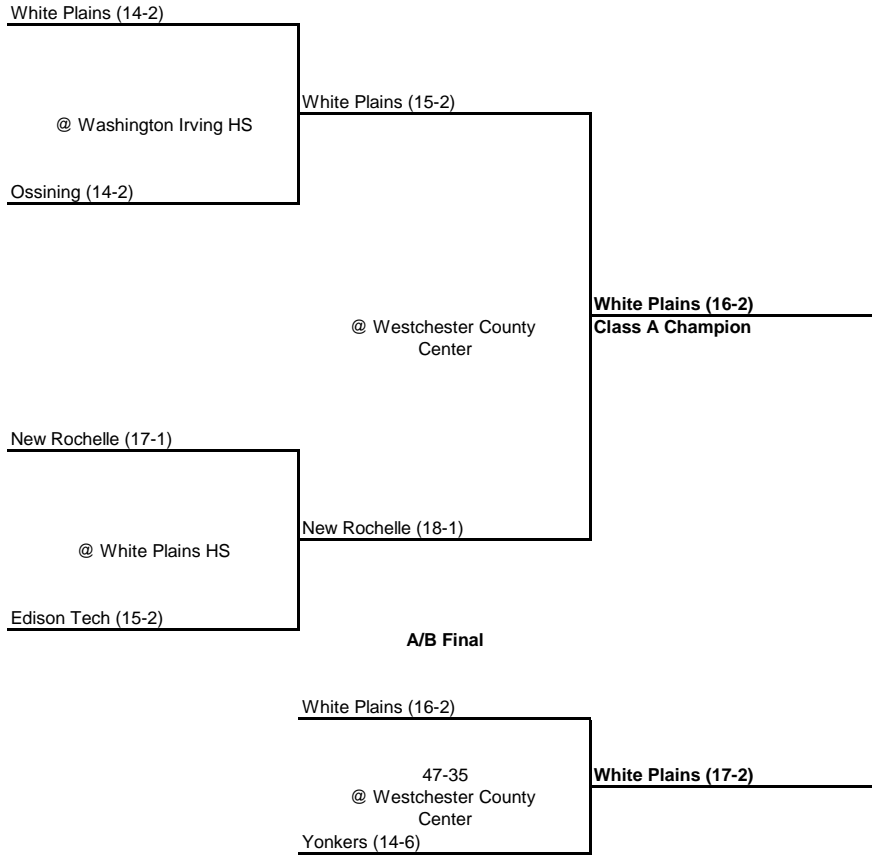 White Plains (14-2)
White Plains (15-2)
@ Washington Irving HS
Ossining (14-2)
White Plains (16-2)
@ Westchester County
Center
Class A Champion
New Rochelle (17-1)
New Rochelle (18-1)
@ White Plains HS
Edison Tech (15-2)
A/B Final
White Plains (16-2)
47-35
@ Westchester County
Center
White Plains (17-2)
Yonkers (14-6)